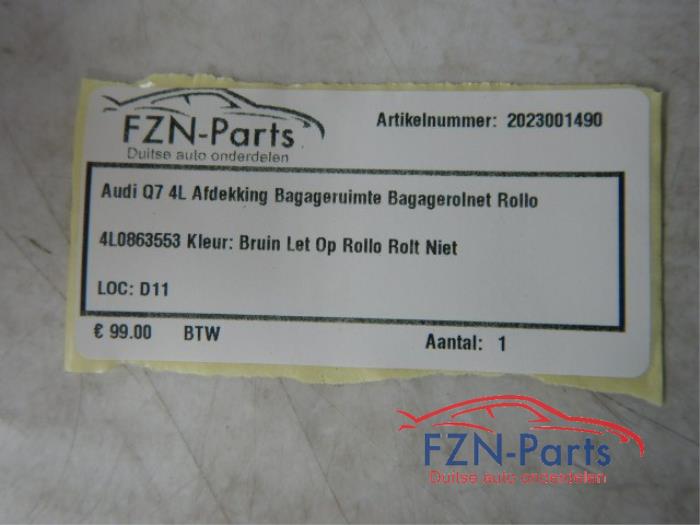 FZN-Parts
Duitse auto onderdelen
Artikelnummer: 2023001490
Audi Q7 4L Afdekking Bagageruimte Bagagerolnet Rollo
4L0863553 Kleur: Bruin Let Op Rollo Rolt Niet
LOC: D11
€ 99.00 BTW
Aantal: 1
FZN-Parts
Duitse auto onderdelen